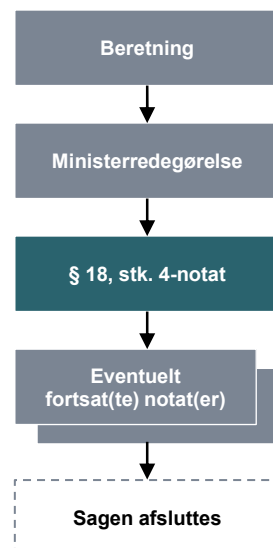 Beretning
Ministerredegørelse
§ 18, stk. 4-notat
Eventuelt
fortsat(te) notat(er)
Sagen afsluttes